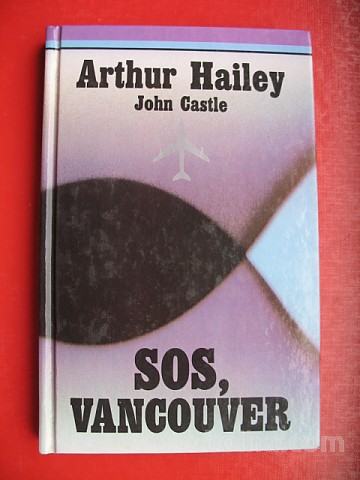 Arthur Hailey
John Castle
SOS,
VANCOUVER